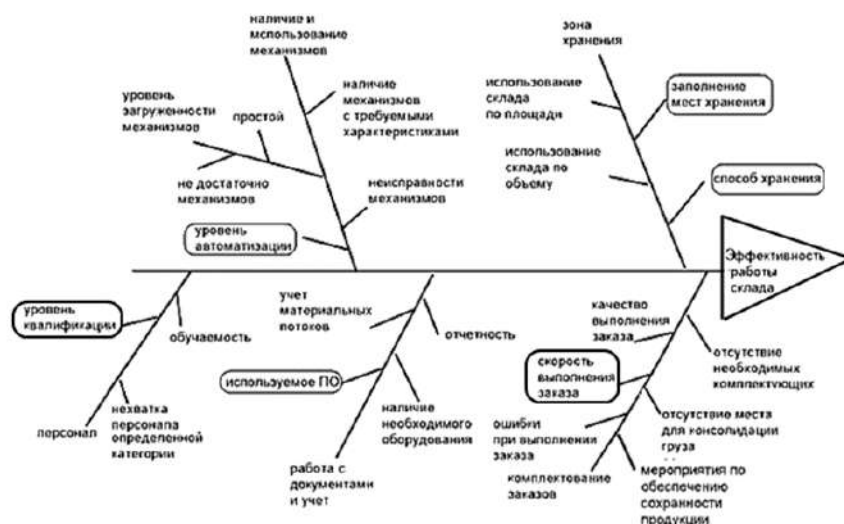 наличие и
мспользование
механизмов
зона
хранения
уровень
загруженности
механизмов
простой
наличие
механизмов
с требуемыми
характеристиками
использование
склада
по площади
заполнение
мест хранения
не достаточно
механизмов
неисправности
механизмов
использование
склада по
объему
способ хранения
уровень
автоматизации
Эффективность
работы
склада
уровень
квалификации
обучаемость
учет
материальных
потоков
отчетность
качество
выполнения
заказа
отсутствие
необходимых
комплектующих
используемое ПО
скорость
выполнения
заказа
персонал
нехватка
персонала
определенной
категории
наличие
необходимого
оборудования
ошибки
при выполнении
заказа
отсутствие места
для консолидации
груза
работа с
документами
и учет
комплектование
заказов
мероприятия по
обеспечению
сохранности
продукции